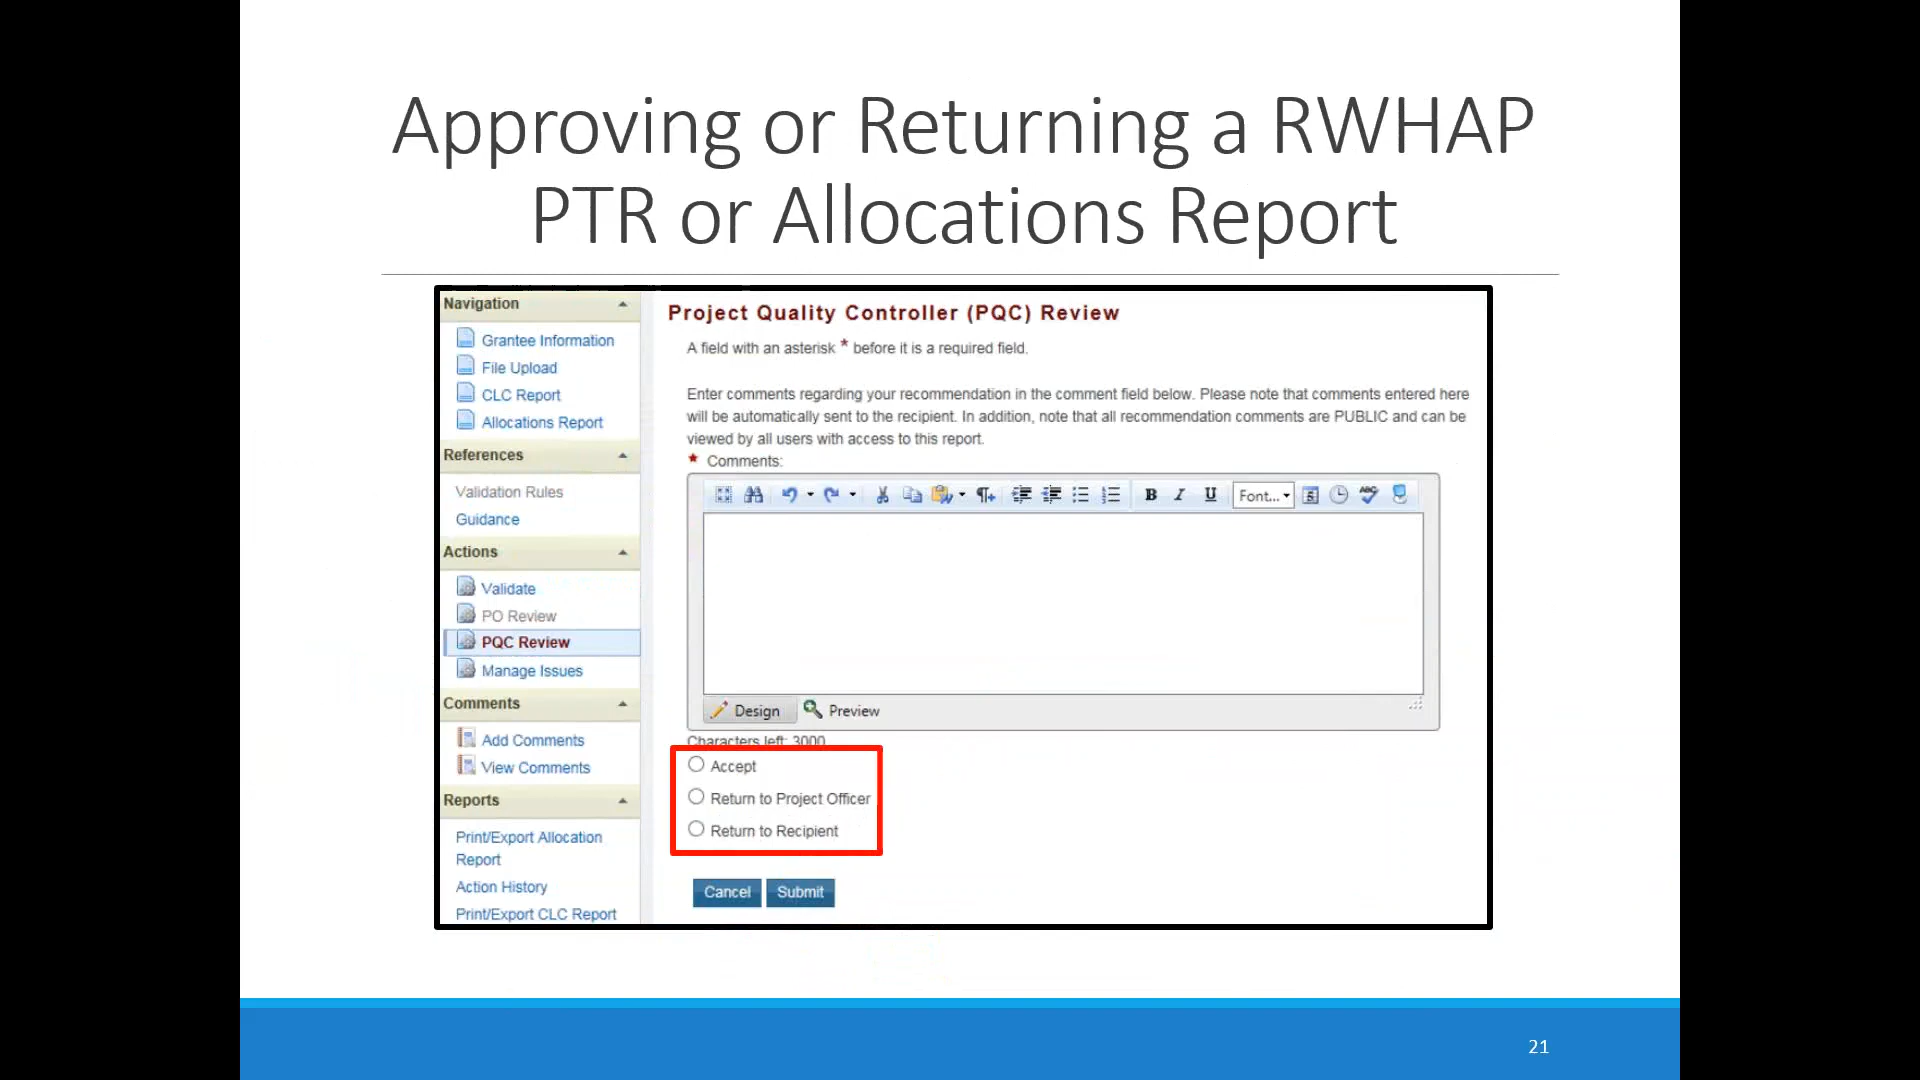 Approving or Returning a RWHAP
PTR or Allocations Report
Navigation
Grantee Information
File Upload
CLC Report
Allocations Report
References
Validation Rules
Guidance
Actions
Validate
PO Review
PQC Review
Manage Issues
Comments
Add Comments
View Comments
Reports
Print/Export Allocation
Report
Action History
Print/Export CLC Report
Project Quality Controller (PQC) Review
A field with an asterisk * before it is a required field.
Enter comments regarding your recommendation in the comment field below. Please note that comments entered here
will be automatically sent to the recipient. In addition, note that all recommendation comments are PUBLIC and can be
viewed by all users with access to this report.
* Comments:
B I U Font... ABC
Design Preview
Characters left: 3000
Accept
Return to Project Officer
Return to Recipient
Cancel Submit
21